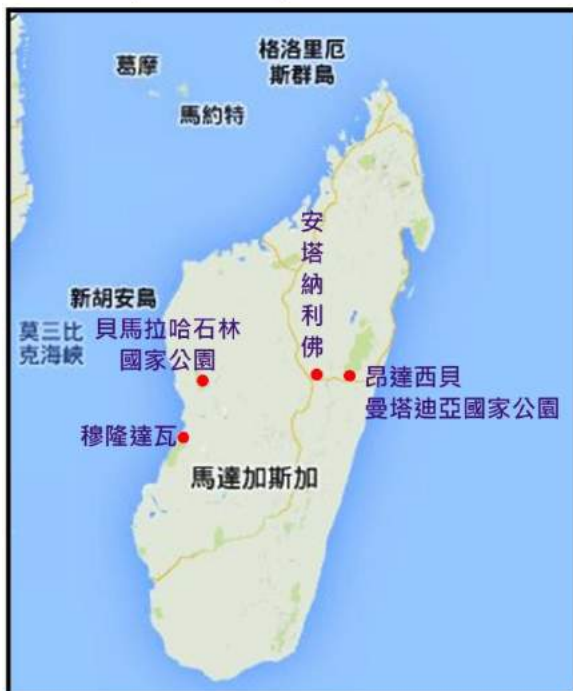 葛摩
格洛里厄
斯群島
馬約特
安塔納利佛
新胡安島
莫三比
克海峽
貝馬拉哈石林
國家公園
昂達西貝
曼塔迪亞國家公園
穆隆達瓦
馬達加斯加